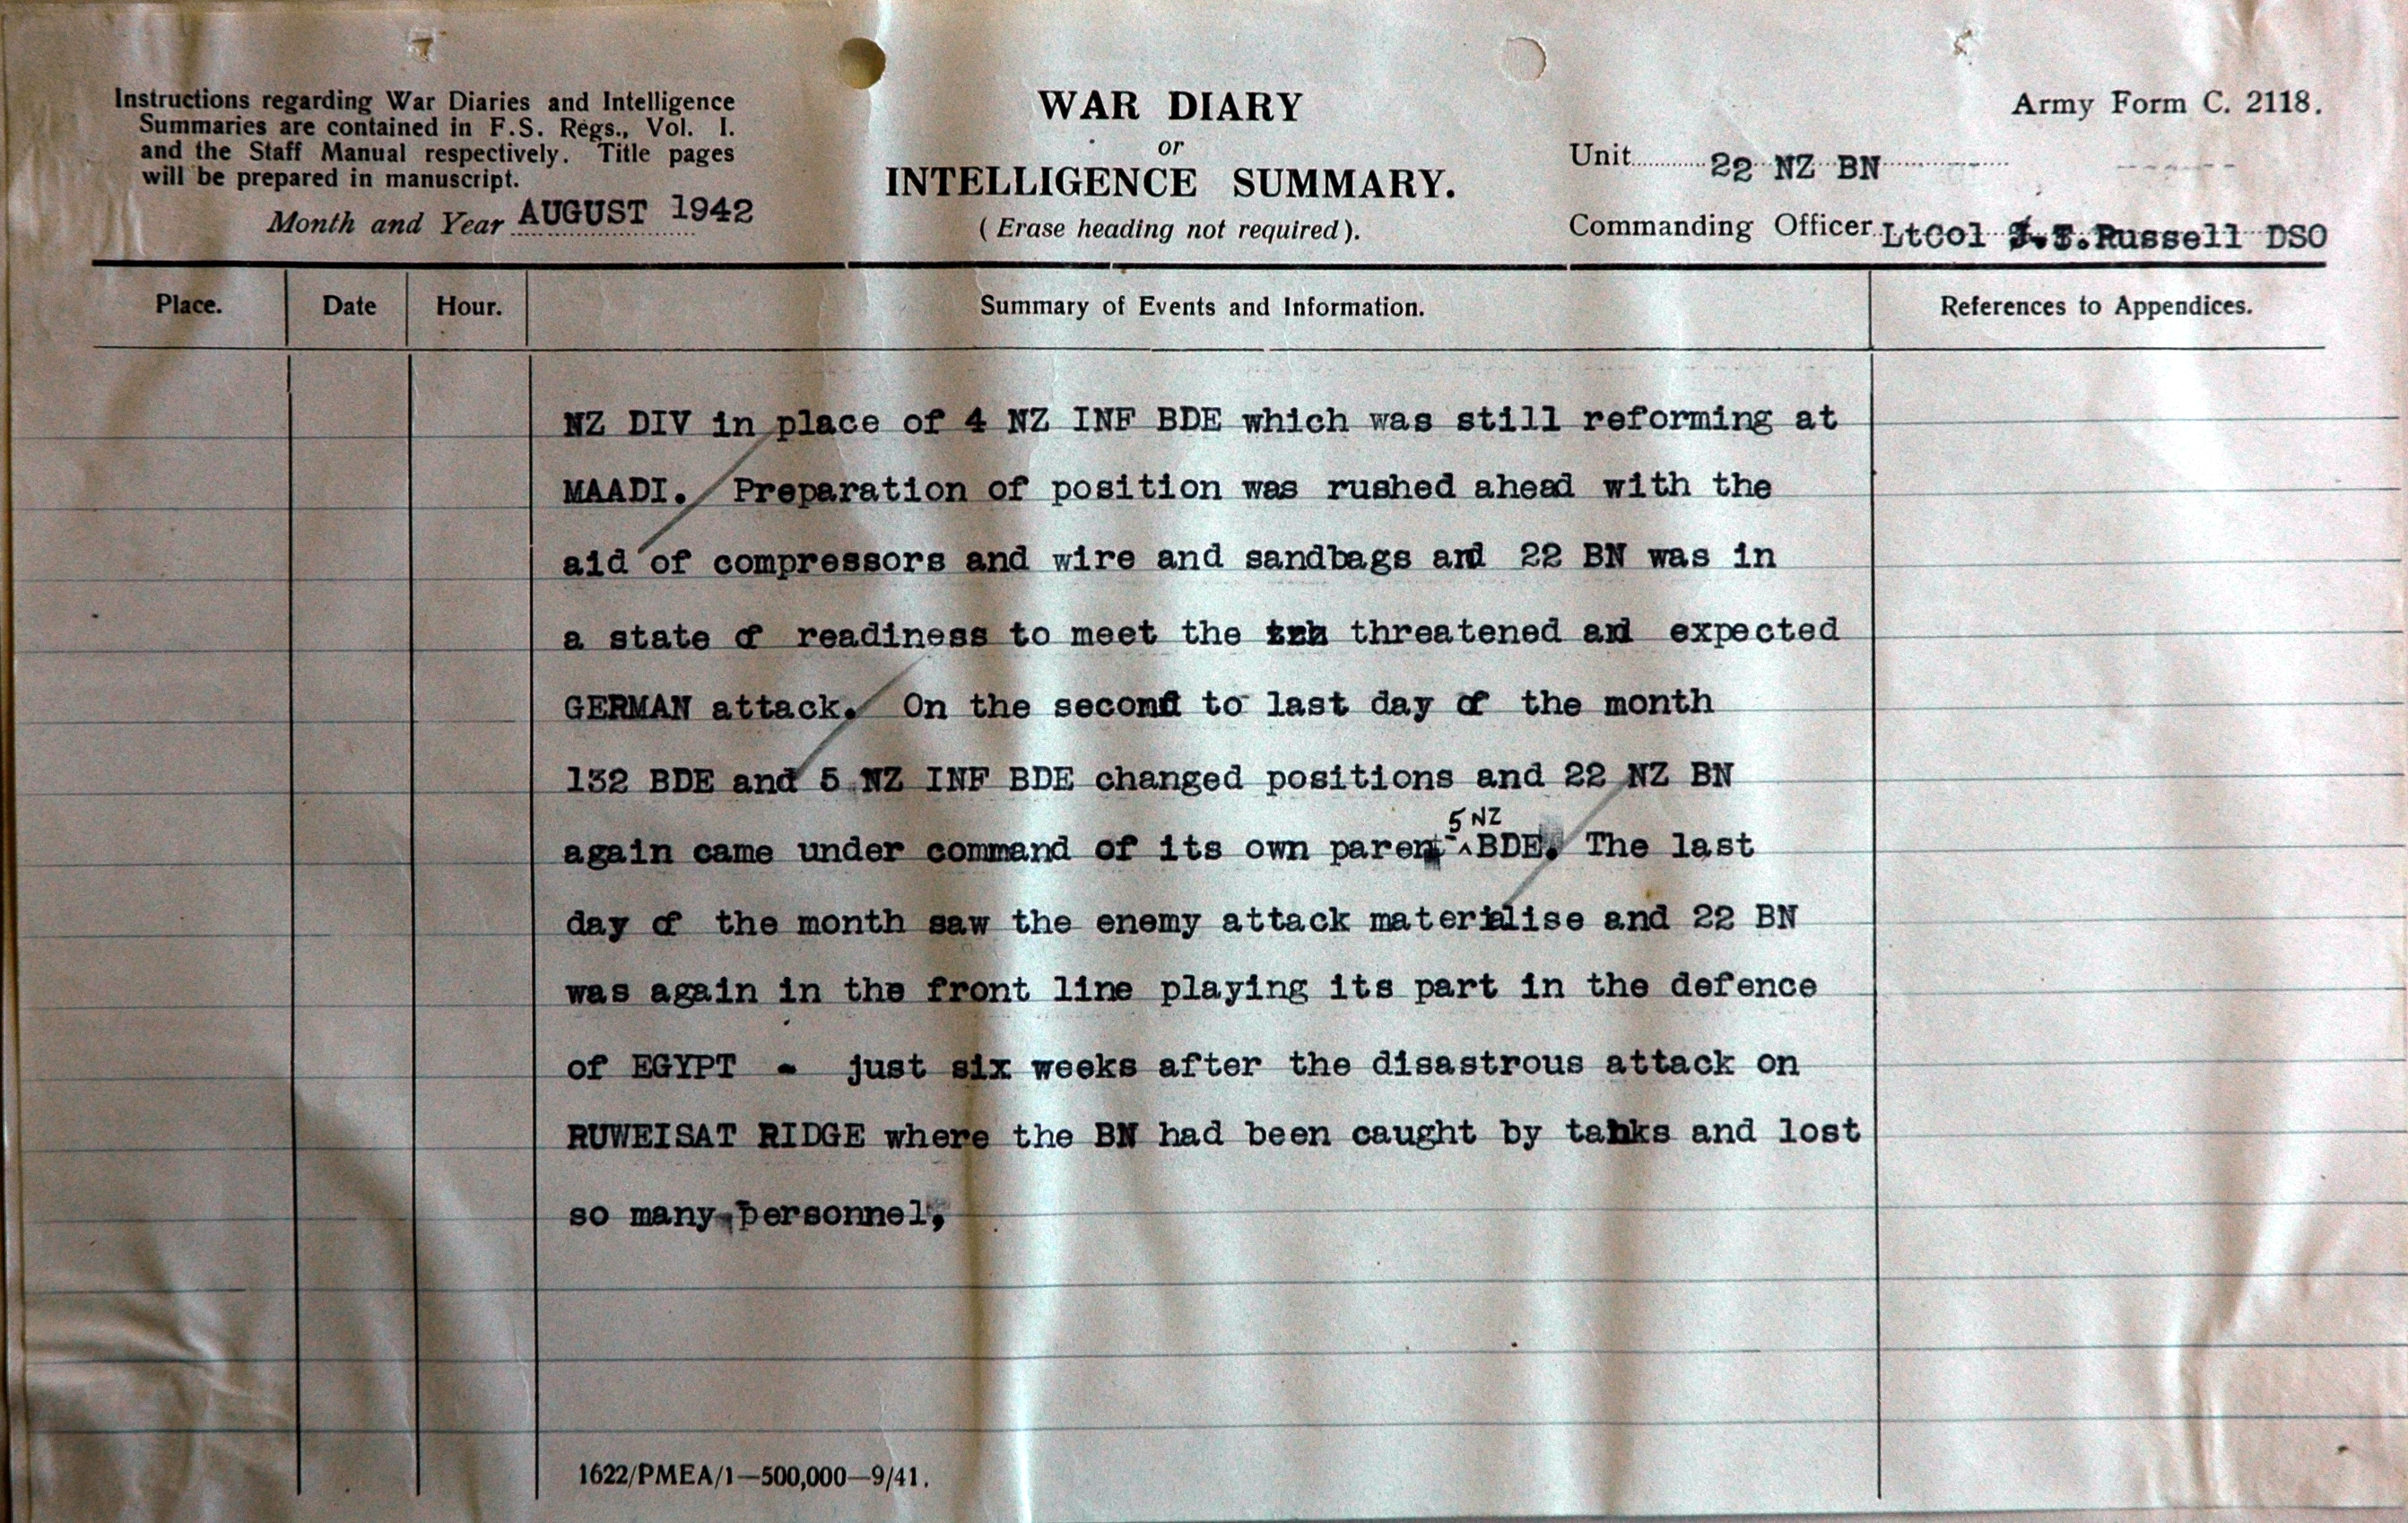 Instructions regarding War Diaries and Intelligence
Summaries are contained in F.S. Regs., Vol. I.
and the Staff Manual respectively. Title pages
will be prepared in manuscript.
Month and Year AUGUST 1942
WAR DIARY
or
INTELLIGENCE SUMMARY.
(Erase heading not required).
Army Form C. 2118.
Unit 22 NZ BN
Commanding Officer LtCol Russell DSO
Place. Date Hour. Summary of Events and Information. References to Appendices.
NZ DIV in place of 4 NZ INF BDE which was still reforming at
MAADI. Preparation of position was rushed ahead with the
aid of compressors and wire and sandbags and 22 BN was in
a state of readiness to meet the threatened and expected
GERMAN attack. On the second to last day of the month
132 BDE and 5 NZ INF BDE changed positions and 22 NZ BN
again came under command of its own parent 5 NZ BDE. The last
day of the month saw the enemy attack materialise and 22 BN
was again in the front line playing its part in the defence
of EGYPT - just six weeks after the disastrous attack on
RUWEISAT RIDGE where the BN had been caught by tanks and lost
so many personnel,
1622/PMEA/1—500,000—9/41.